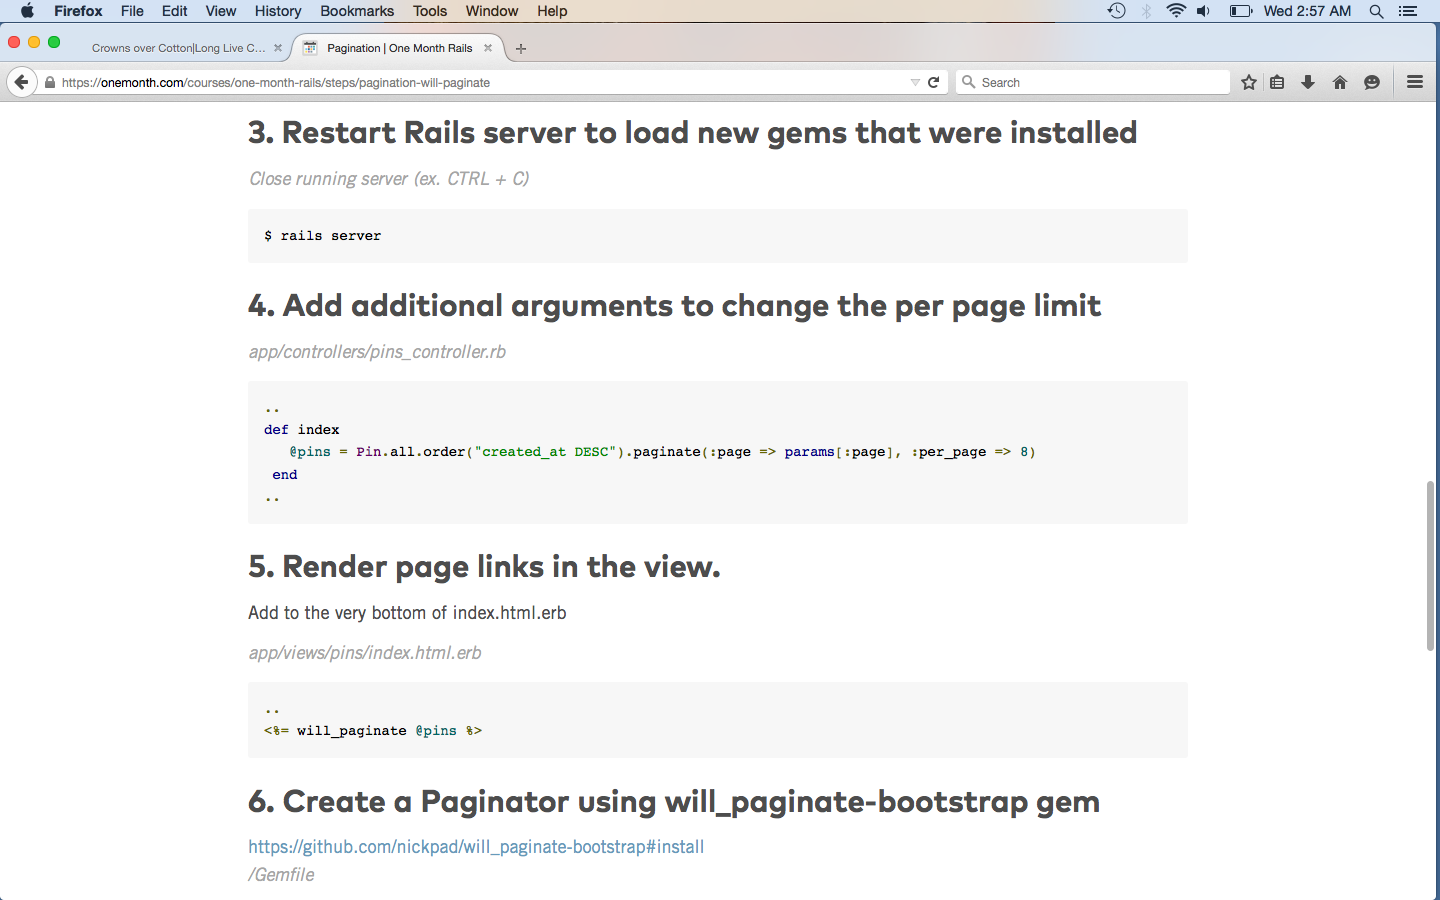 Firefox File Edit View History Bookmarks Tools Window Help Wed 2:57 AM
Crowns over Cotton|Long Live C... Pagination | One Month Rails
https://onemonth.com/courses/one-month-rails/steps/pagination-will-paginate Search
3. Restart Rails server to load new gems that were installed
Close running server (ex. CTRL + C)
$ rails server
4. Add additional arguments to change the per page limit
app/controllers/pins_controller.rb
..
def index
@pins = Pin.all.order("created_at DESC").paginate(:page => params[:page], :per_page => 8)
end
..
5. Render page links in the view.
Add to the very bottom of index.html.erb
app/views/pins/index.html.erb
..
<%= will_paginate @pins %>
6. Create a Paginator using will_paginate-bootstrap gem
https://github.com/nickpad/will_paginate-bootstrap#install
/Gemfile